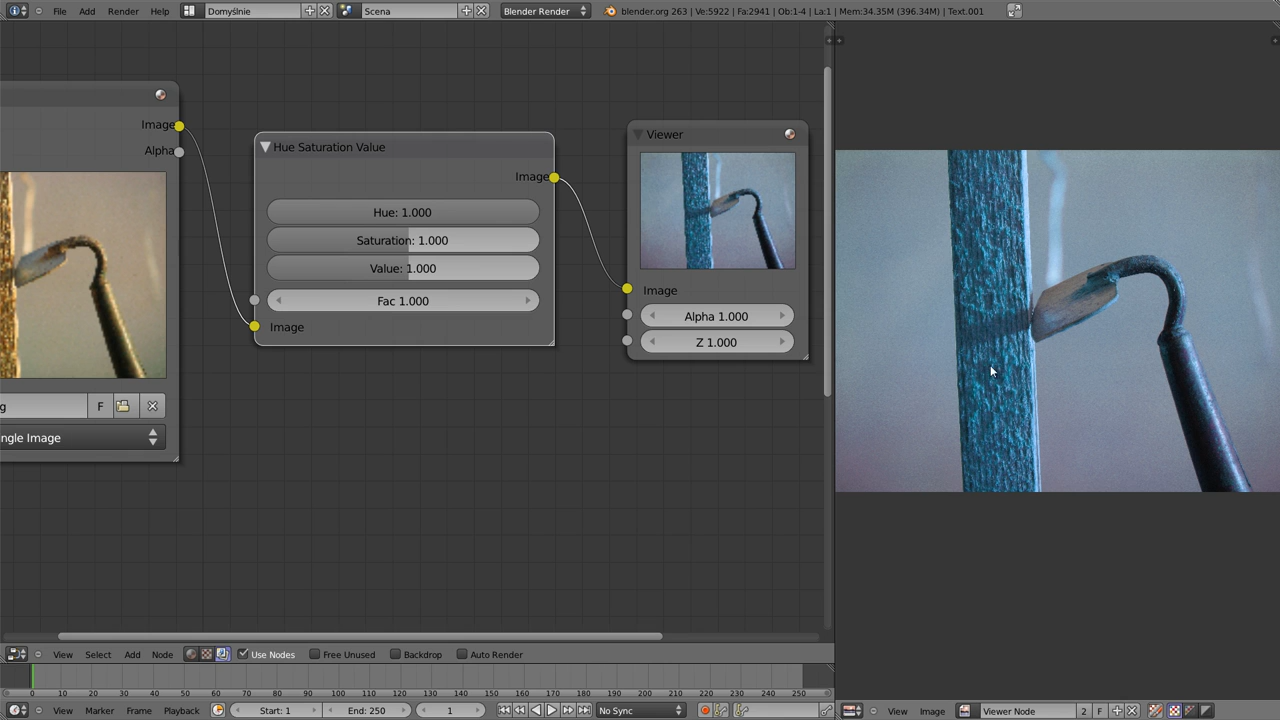 File Add Render Help Domyślnie Scena Blender Render blender.org 263 | Ve:5922 | Fa:2941 | Ob:1-4 | La:1 | Mem:34.35M (396.34M) | Text.001
Image
Alpha
g F
ngle Image
Hue Saturation Value
Image
Hue: 1.000
Saturation: 1.000
Value: 1.000
Fac 1.000
Image
Viewer
Image
Alpha 1.000
Z 1.000
View Select Add Node Use Nodes Free Unused Backdrop Auto Render
0 10 20 30 40 50 60 70 80 90 100 110 120 130 140 150 160 170 180 190 200 210 220 230 240 250
View Marker Frame Playback Start: 1 End: 250 1 No Sync
View Image Viewer Node 2 F